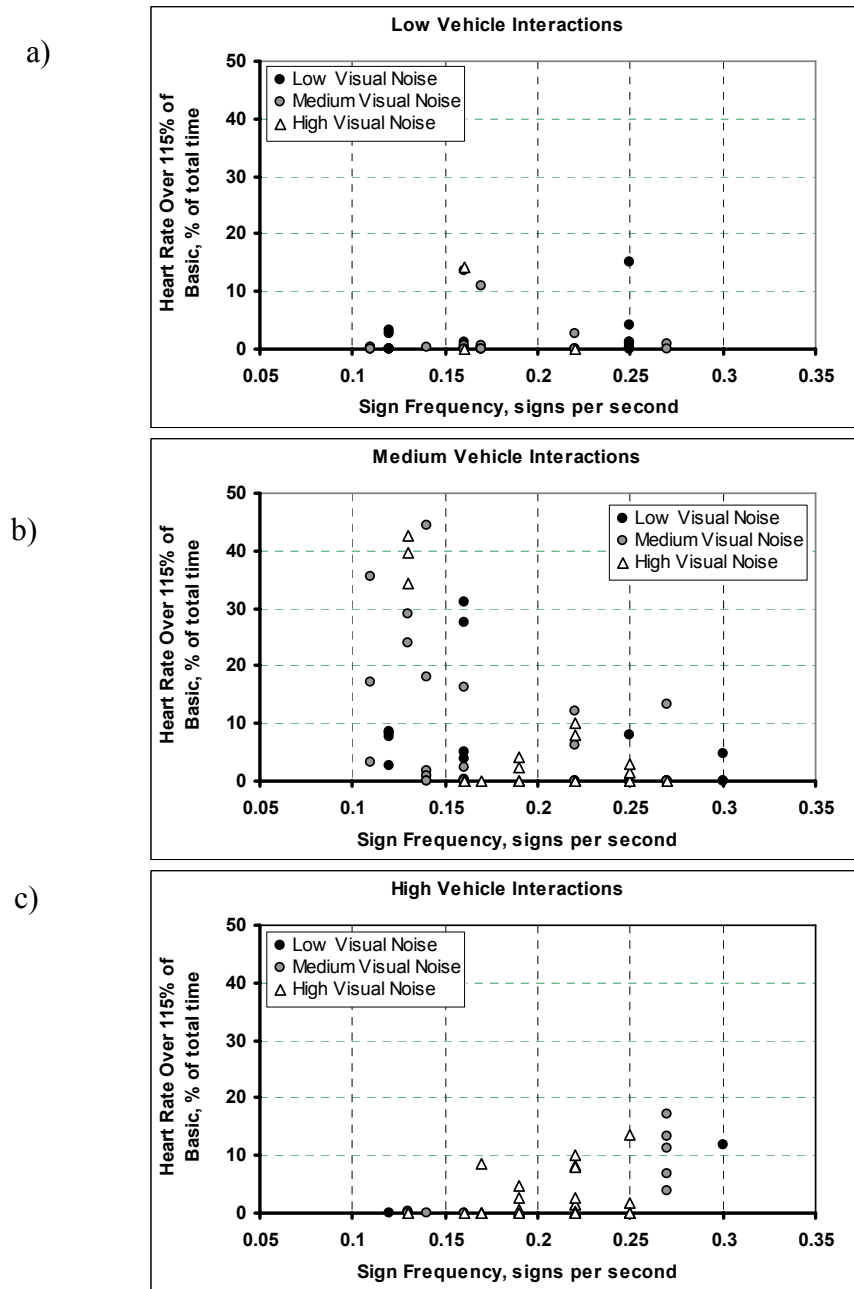 a)
Low Vehicle Interactions
Heart Rate Over 115% of
Basic, % of total time
50
40
30
20
10
0
Low Visual Noise
Medium Visual Noise
High Visual Noise
0.05 0.1 0.15 0.2 0.25 0.3 0.35
Sign Frequency, signs per second
b)
Medium Vehicle Interactions
Heart Rate Over 115% of
Basic, % of total time
50
40
30
20
10
0
Low Visual Noise
Medium Visual Noise
High Visual Noise
0.05 0.1 0.15 0.2 0.25 0.3 0.35
Sign Frequency, signs per second
c)
High Vehicle Interactions
Heart Rate Over 115% of
Basic, % of total time
50
40
30
20
10
0
Low Visual Noise
Medium Visual Noise
High Visual Noise
0.05 0.1 0.15 0.2 0.25 0.3 0.35
Sign Frequency, signs per second